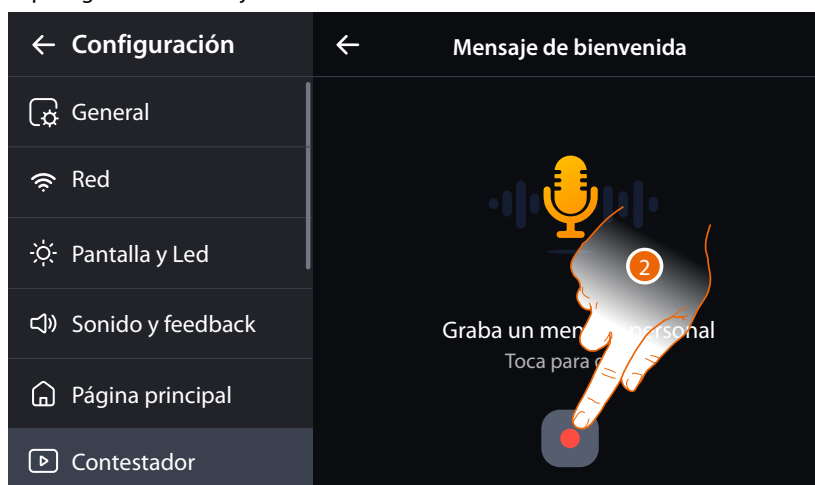 Configuración
Mensaje de bienvenida
General
Red
Pantalla y Led
Sonido y feedback
Página principal
Contestador
2
Graba un personal
Toca para